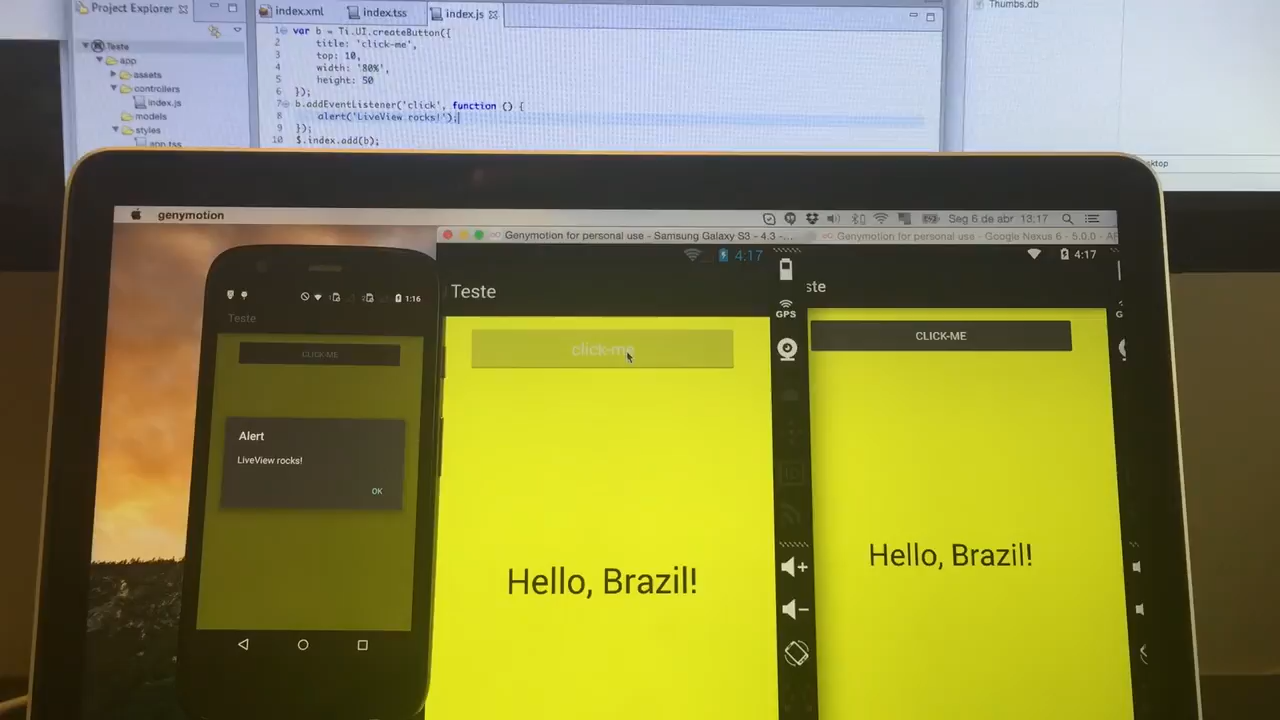 Project Explorer
index.xml
index.tss
index.js
Thumbs.db
Teste
app
assets
controllers
index.js
models
styles
app.tss
1 var b = Ti.UI.createButton({
2 title: 'click-me',
3 top: 10,
4 width: '80%',
5 height: 50
6 });
7 b.addEventListener('click', function () {
8 alert('LiveView rocks!');
9 });
10 $.index.add(b);
sktop
genymotion
Seg 6 de abr 13:17
Genymotion for personal use - Samsung Galaxy S3 - 4.3 -...
Genymotion for personal use - Google Nexus 6 - 5.0.0 - AP
1:16
Teste
CLICK-ME
Alert
LiveView rocks!
OK
4:17
Teste
click-me
Hello, Brazil!
GPS
4:17
ste
CLICK-ME
Hello, Brazil!